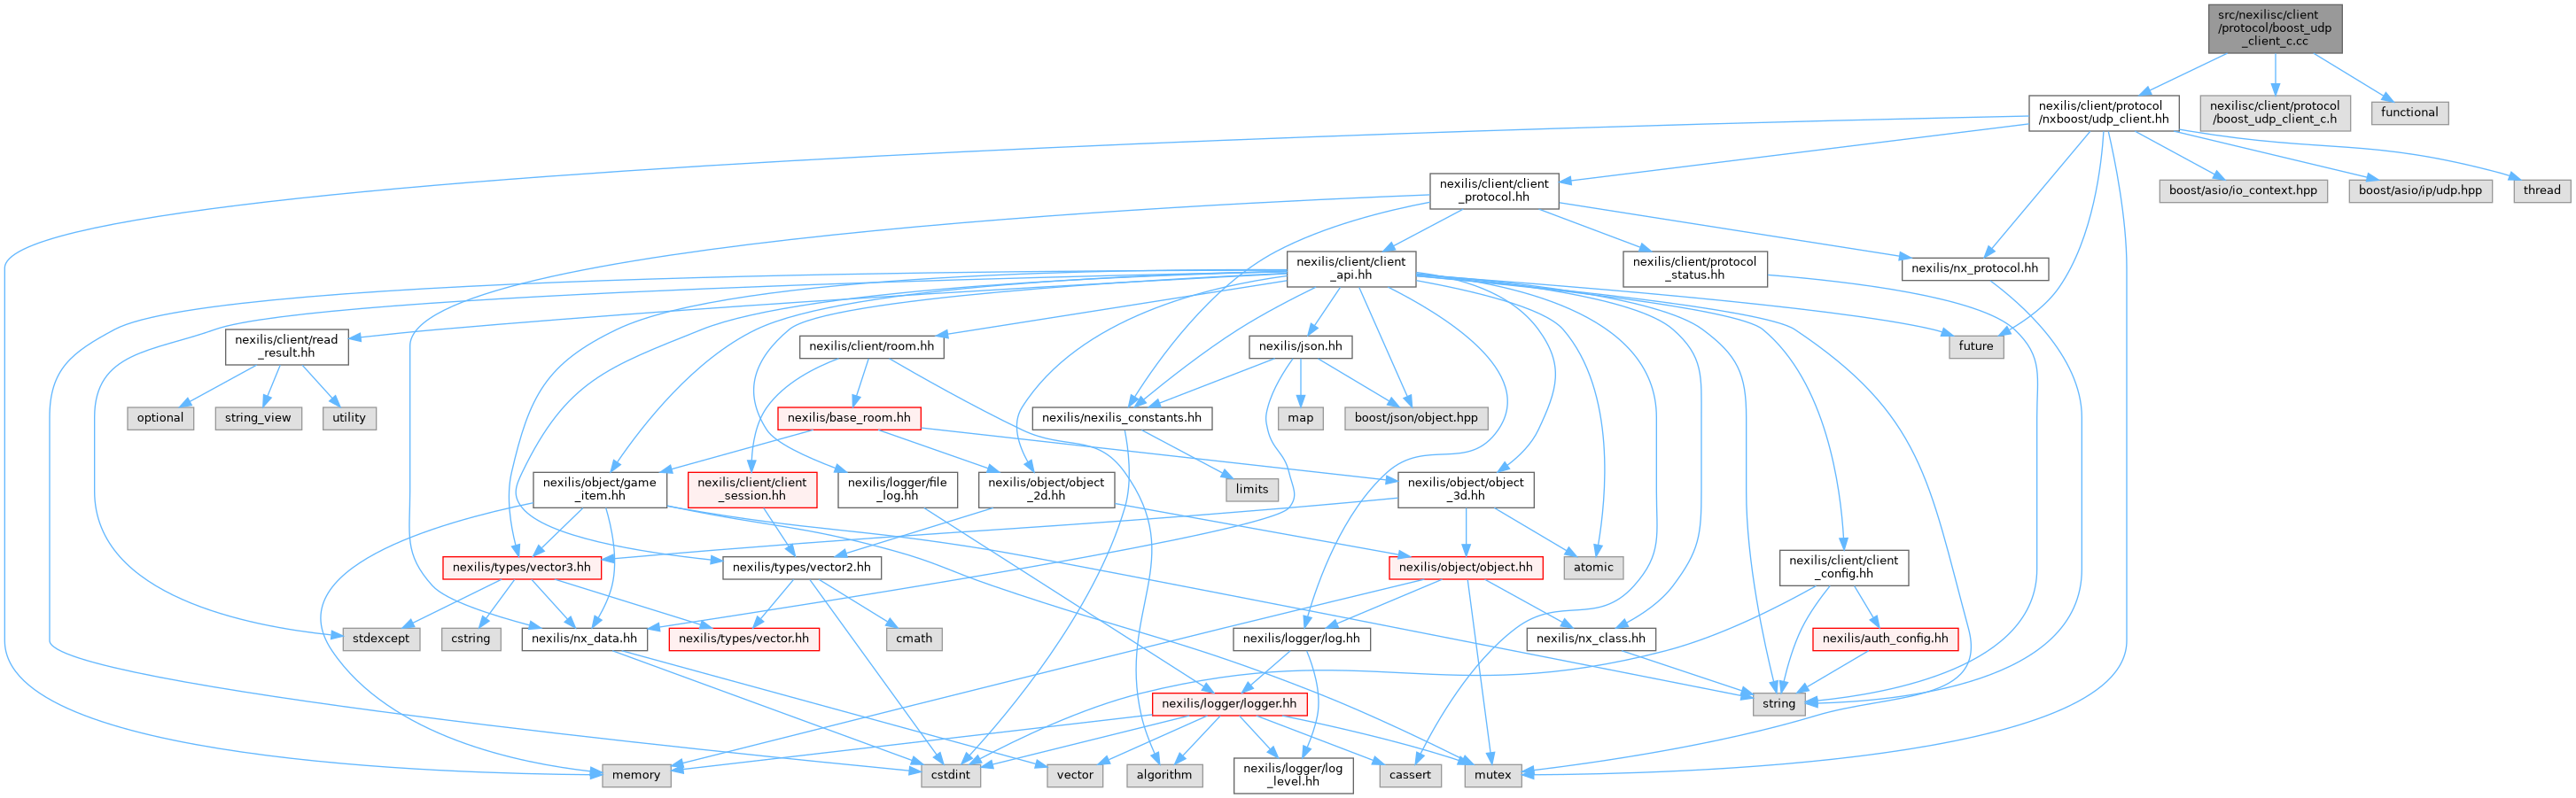 src/nexilisc/client
/protocol/boost_udp
_client_c.cc
nexilis/client/protocol
/nxboost/udp_client.hh
nexilisc/client/protocol
/boost_udp_client_c.h
functional
nexilis/client/client
_protocol.hh
boost/asio/io_context.hpp
boost/asio/ip/udp.hpp
thread
nexilis/client/client
_api.hh
nexilis/client/protocol
_status.hh
nexilis/nx_protocol.hh
nexilis/client/read
_result.hh
nexilis/client/room.hh
nexilis/json.hh
future
optional
string_view
utility
nexilis/base_room.hh
nexilis/nexilis_constants.hh
map
boost/json/object.hpp
nexilis/object/game
_item.hh
nexilis/client/client
_session.hh
nexilis/logger/file
_log.hh
nexilis/object/object
_2d.hh
limits
nexilis/object/object
_3d.hh
nexilis/types/vector3.hh
nexilis/types/vector2.hh
nexilis/object/object.hh
atomic
nexilis/client/client
_config.hh
stdexcept
cstring
nexilis/nx_data.hh
nexilis/types/vector.hh
cmath
nexilis/logger/log.hh
nexilis/nx_class.hh
nexilis/auth_config.hh
nexilis/logger/logger.hh
string
memory
cstdint
vector
algorithm
nexilis/logger/log
_level.hh
cassert
mutex